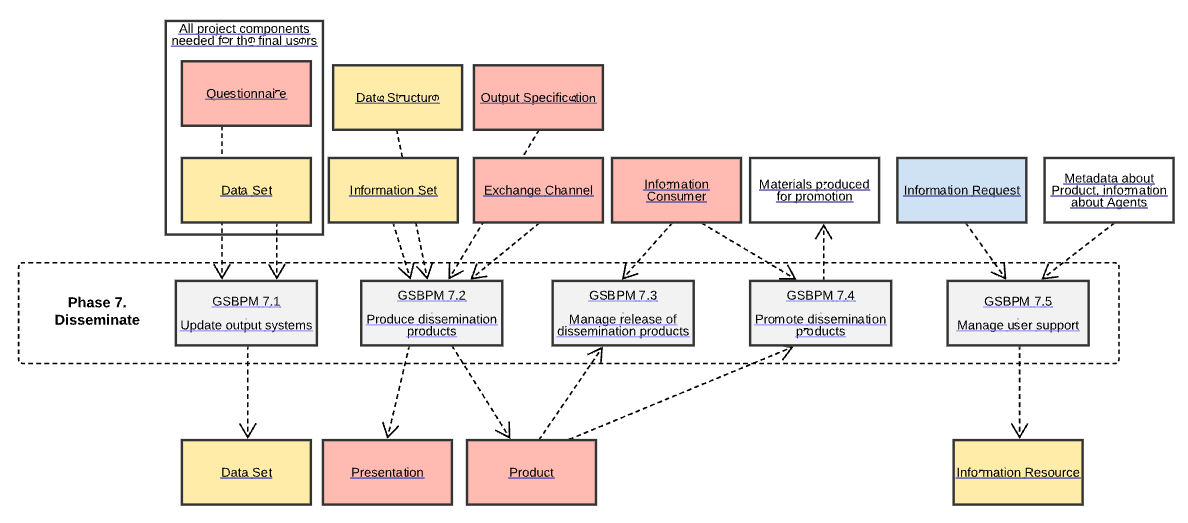 All project components
needed for the final users
Questionnaire
Data Structure
Output Specification
Data Set
Information Set
Exchange Channel
Information
Consumer
Materials produced
for promotion
Information Request
Metadata about
Product, information
about Agents
Phase 7.
Disseminate
GSBPM 7.1
Update output systems
GSBPM 7.2
Produce dissemination
products
GSBPM 7.3
Manage release of
dissemination products
GSBPM 7.4
Promote dissemination
products
GSBPM 7.5
Manage user support
Data Set
Presentation
Product
Information Resource